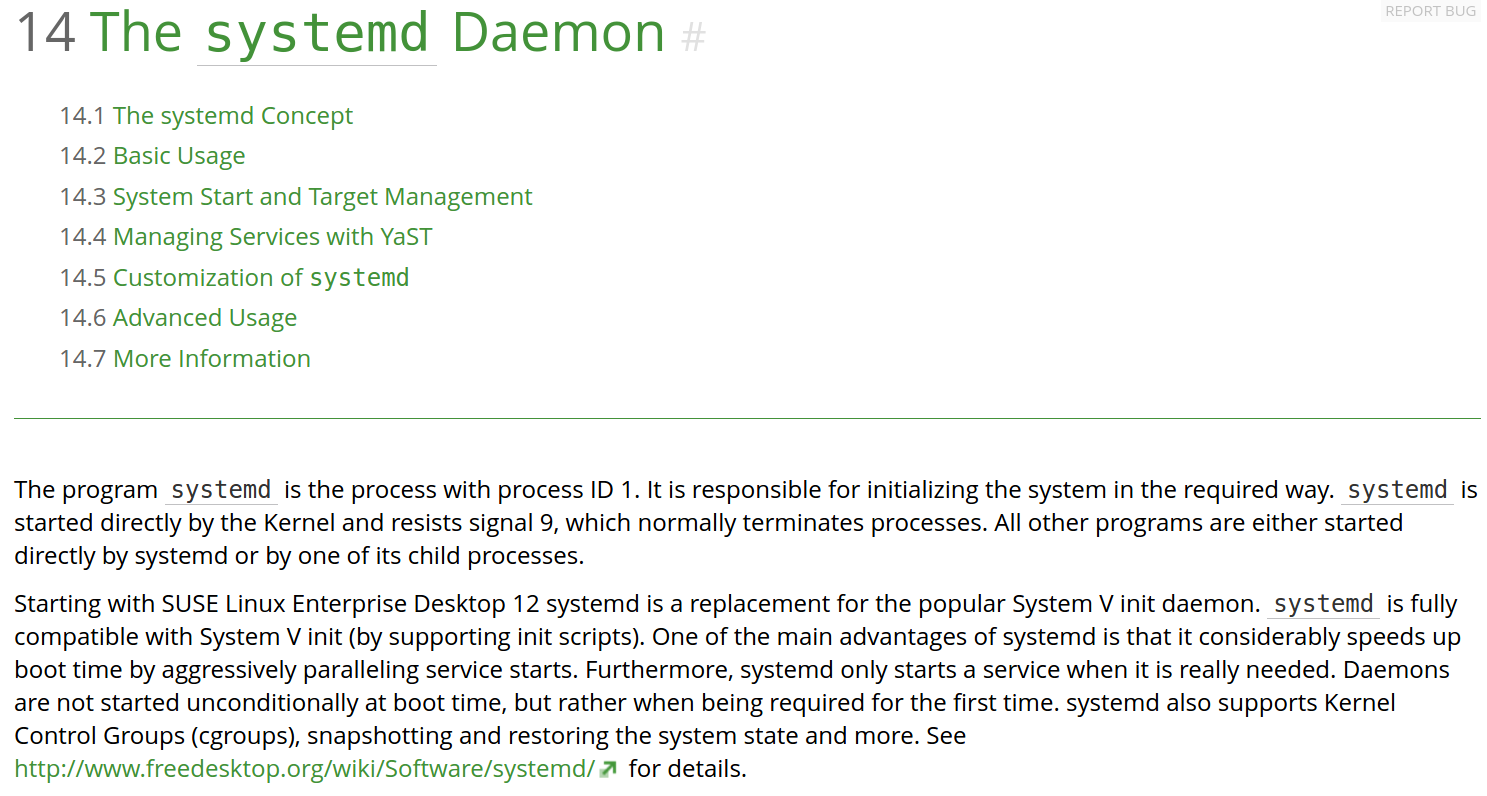 REPORT BUG
14 The systemd Daemon #
14.1 The systemd Concept
14.2 Basic Usage
14.3 System Start and Target Management
14.4 Managing Services with YaST
14.5 Customization of systemd
14.6 Advanced Usage
14.7 More Information
The program systemd is the process with process ID 1. It is responsible for initializing the system in the required way. systemd is
started directly by the Kernel and resists signal 9, which normally terminates processes. All other programs are either started
directly by systemd or by one of its child processes.
Starting with SUSE Linux Enterprise Desktop 12 systemd is a replacement for the popular System V init daemon. systemd is fully
compatible with System V init (by supporting init scripts). One of the main advantages of systemd is that it considerably speeds up
boot time by aggressively paralleling service starts. Furthermore, systemd only starts a service when it is really needed. Daemons
are not started unconditionally at boot time, but rather when being required for the first time. systemd also supports Kernel
Control Groups (cgroups), snapshotting and restoring the system state and more. See
http://www.freedesktop.org/wiki/Software/systemd/ for details.